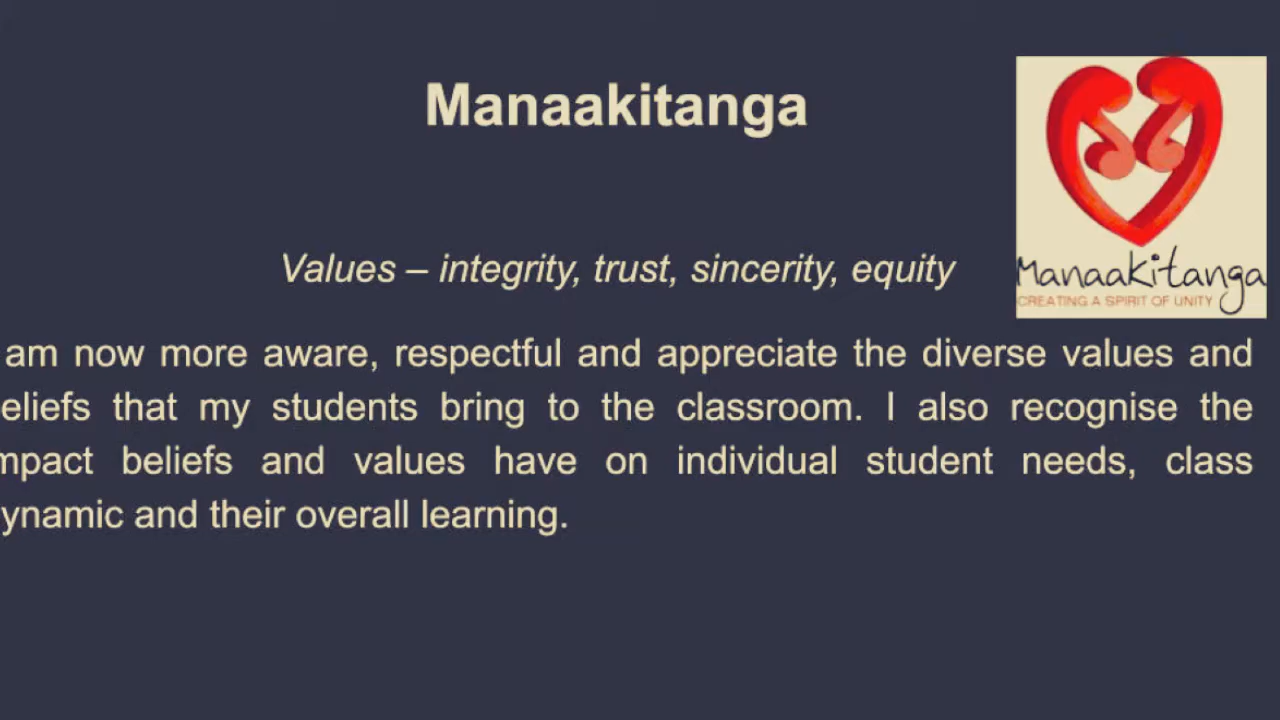 Manaakitanga
Values – integrity, trust, sincerity, equity
Manaakitanga
CREATING A SPIRIT OF UNITY
am now more aware, respectful and appreciate the diverse values and
eliefs that my students bring to the classroom. I also recognise the
mpact beliefs and values have on individual student needs, class
ynamic and their overall learning.